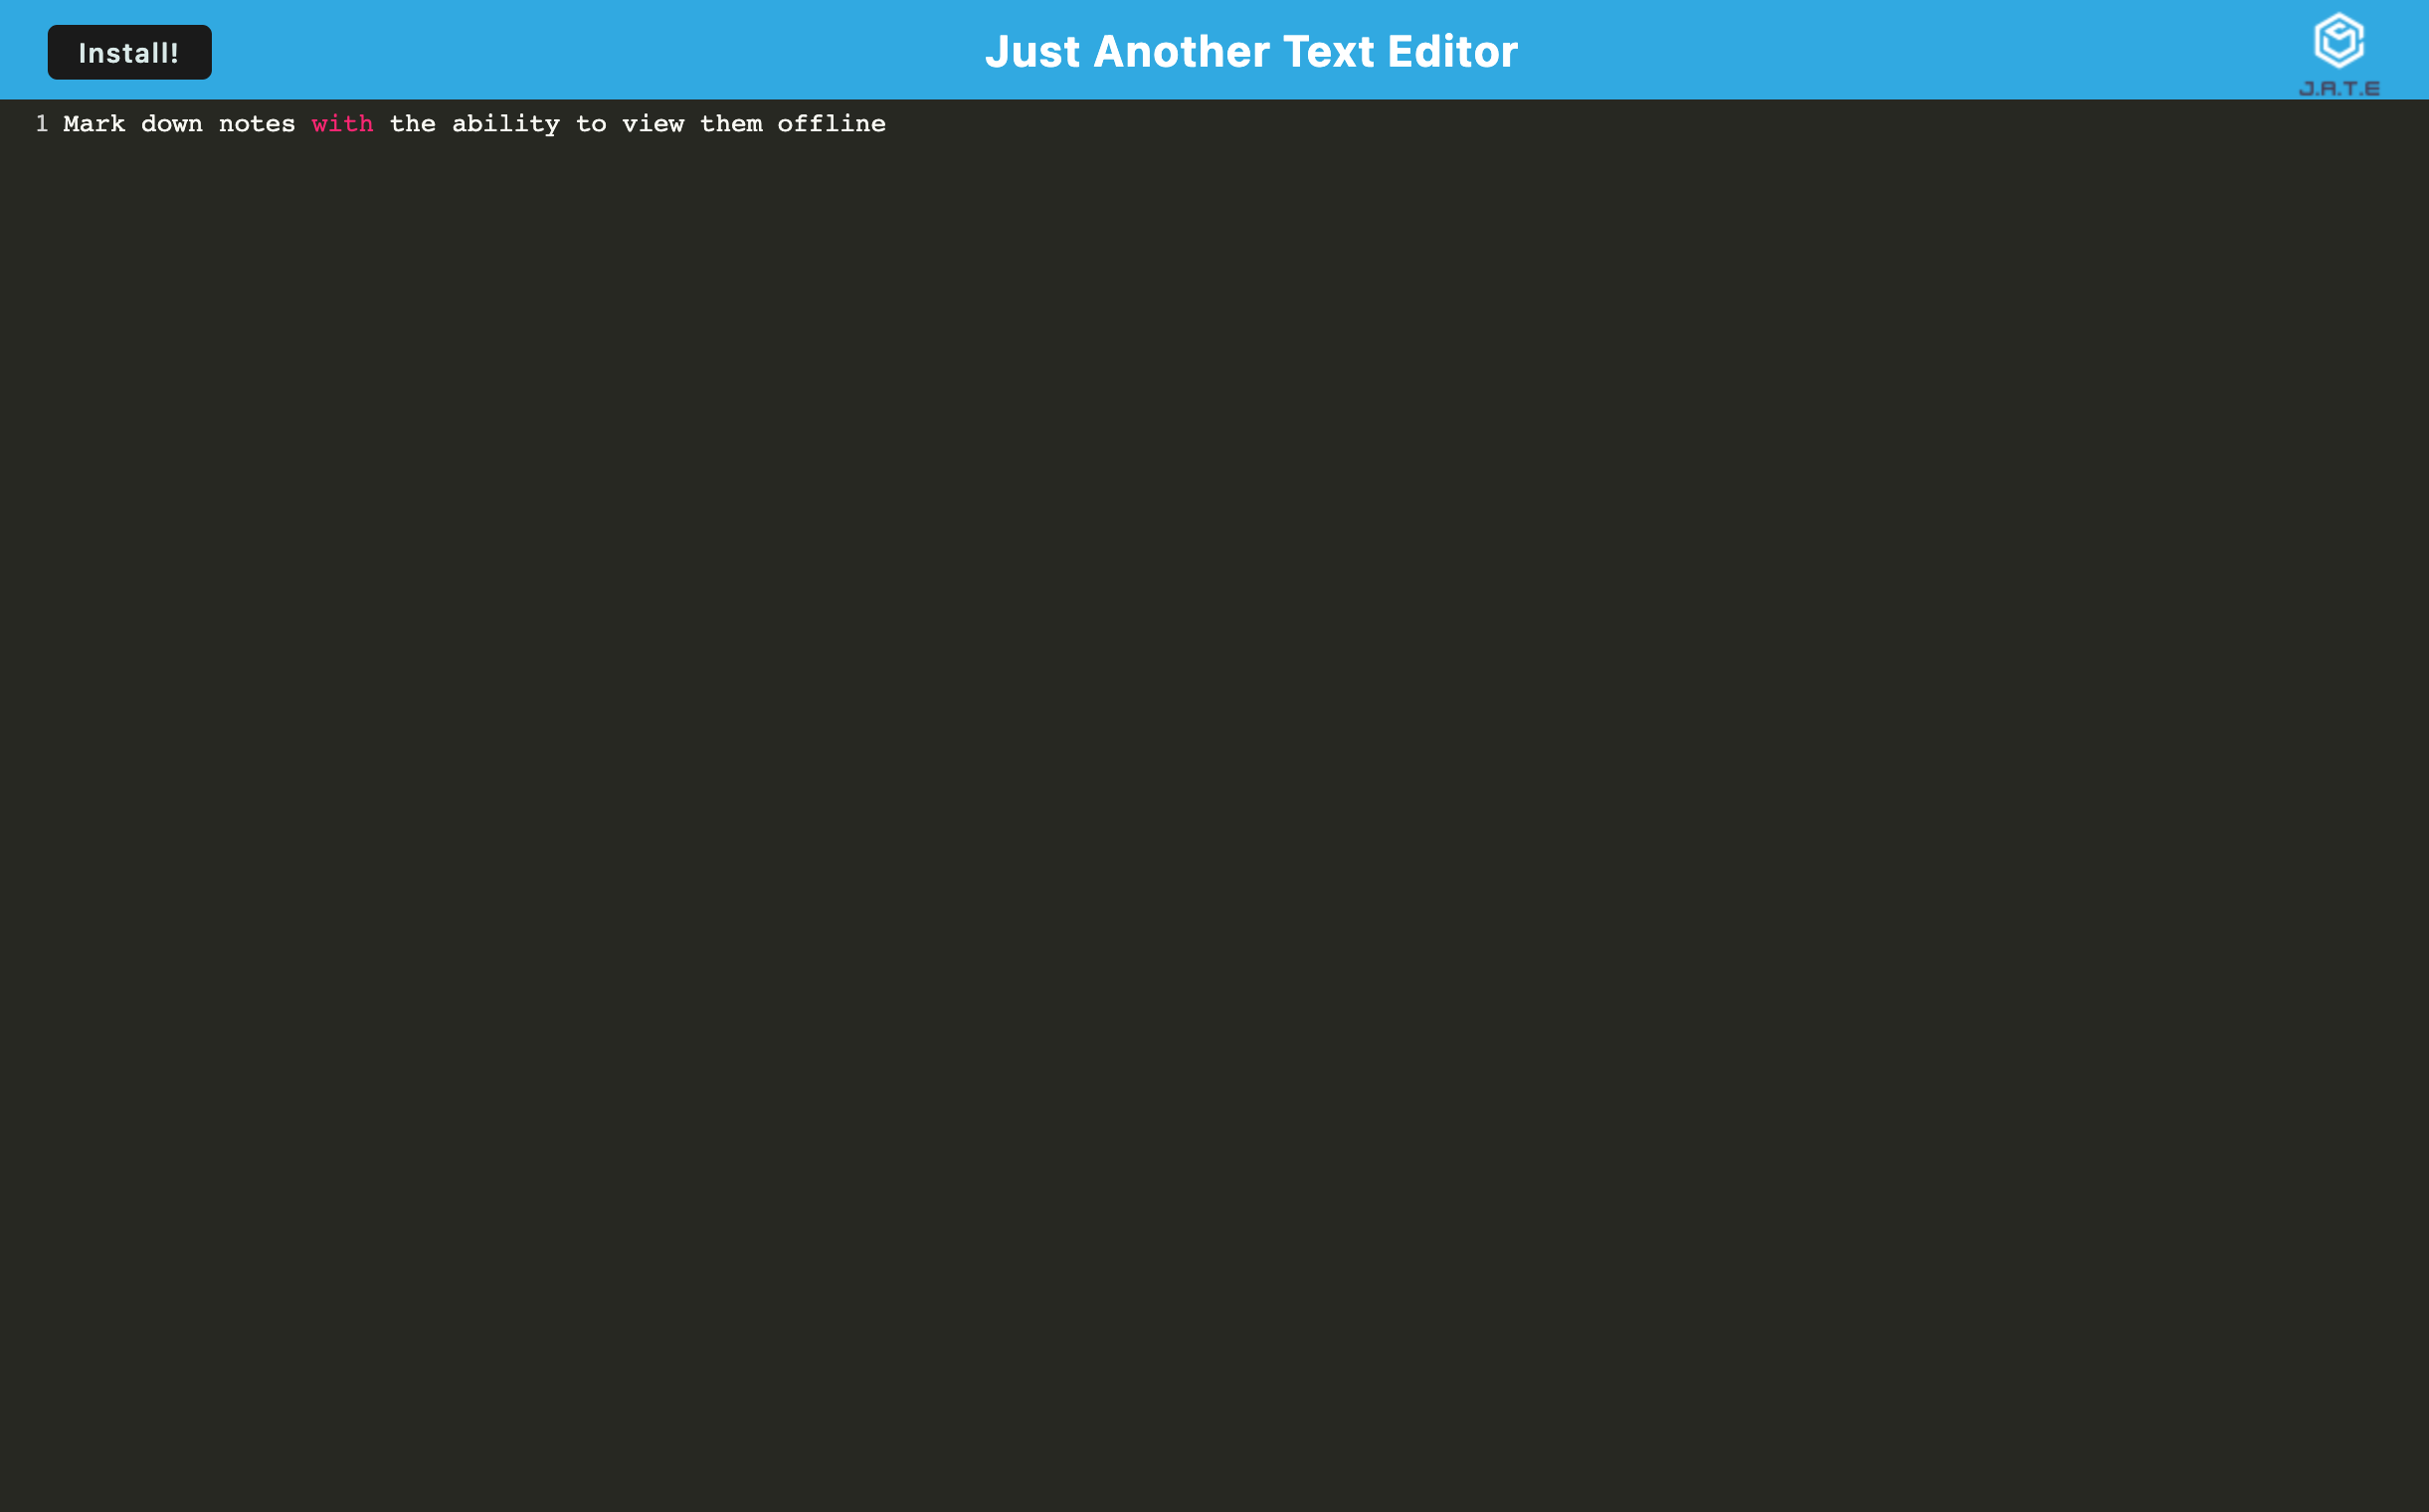 Install!
Just Another Text Editor
J.A.T.E
1 Mark down notes with the ability to view them offline